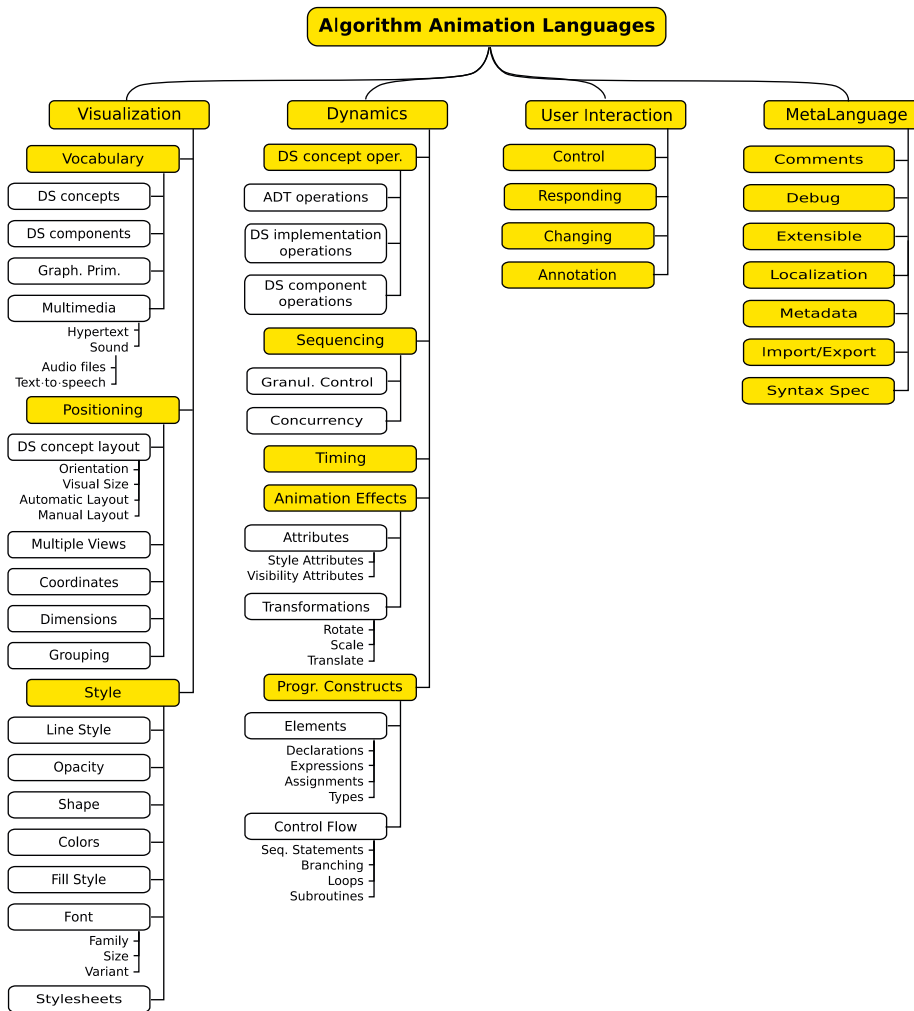 Algorithm Animation Languages
Visualization
Vocabulary
DS concepts
DS components
Graph. Prim.
Multimedia
Hypertext
Sound
Audio files
Text-to-speech
Positioning
DS concept layout
Orientation
Visual Size
Automatic Layout
Manual Layout
Multiple Views
Coordinates
Dimensions
Grouping
Style
Line Style
Opacity
Shape
Colors
Fill Style
Font
Family
Size
Variant
Stylesheets
Dynamics
DS concept oper.
ADT operations
DS implementation
operations
DS component
operations
Sequencing
Granul. Control
Concurrency
Timing
Animation Effects
Attributes
Style Attributes
Visibility Attributes
Transformations
Rotate
Scale
Translate
Progr. Constructs
Elements
Declarations
Expressions
Assignments
Types
Control Flow
Seq. Statements
Branching
Loops
Subroutines
User Interaction
Control
Responding
Changing
Annotation
MetaLanguage
Comments
Debug
Extensible
Localization
Metadata
Import/Export
Syntax Spec